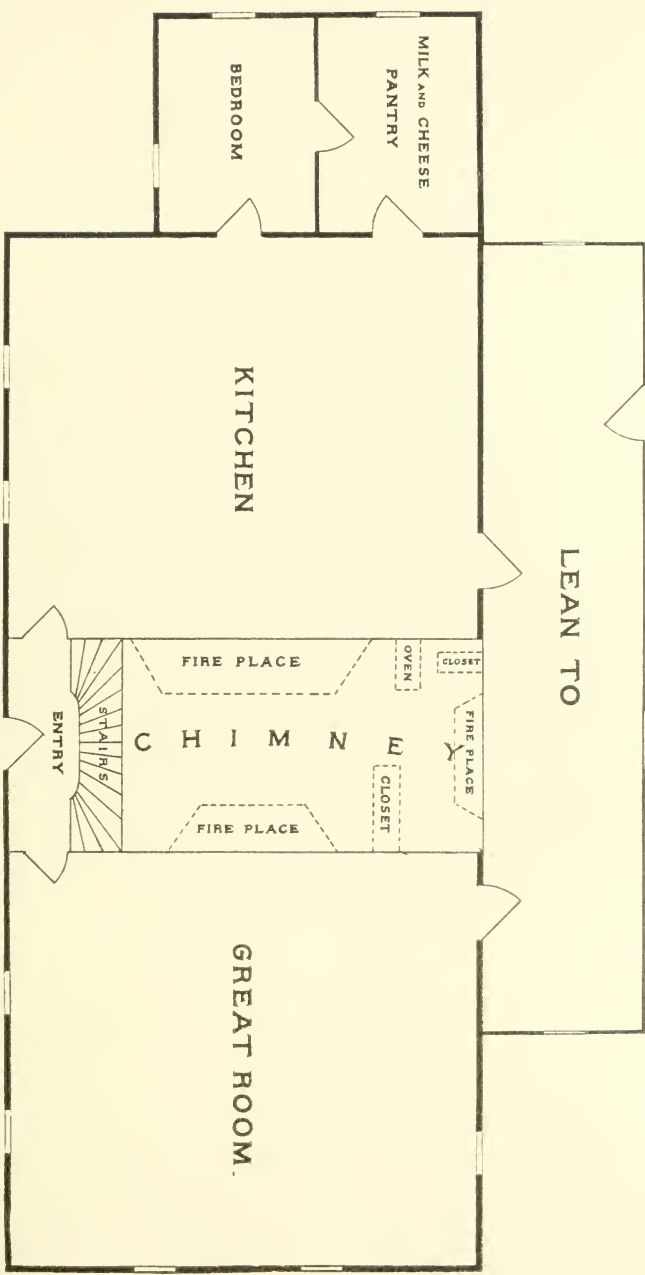 MILK AND CHEESE
PANTRY
BEDROOM
KITCHEN
LEAN TO
FIRE PLACE
OVEN
CLOSET
FIRE PLACE
CHIMNEY
STAIRS
ENTRY
CLOSET
FIRE PLACE
GREAT ROOM.